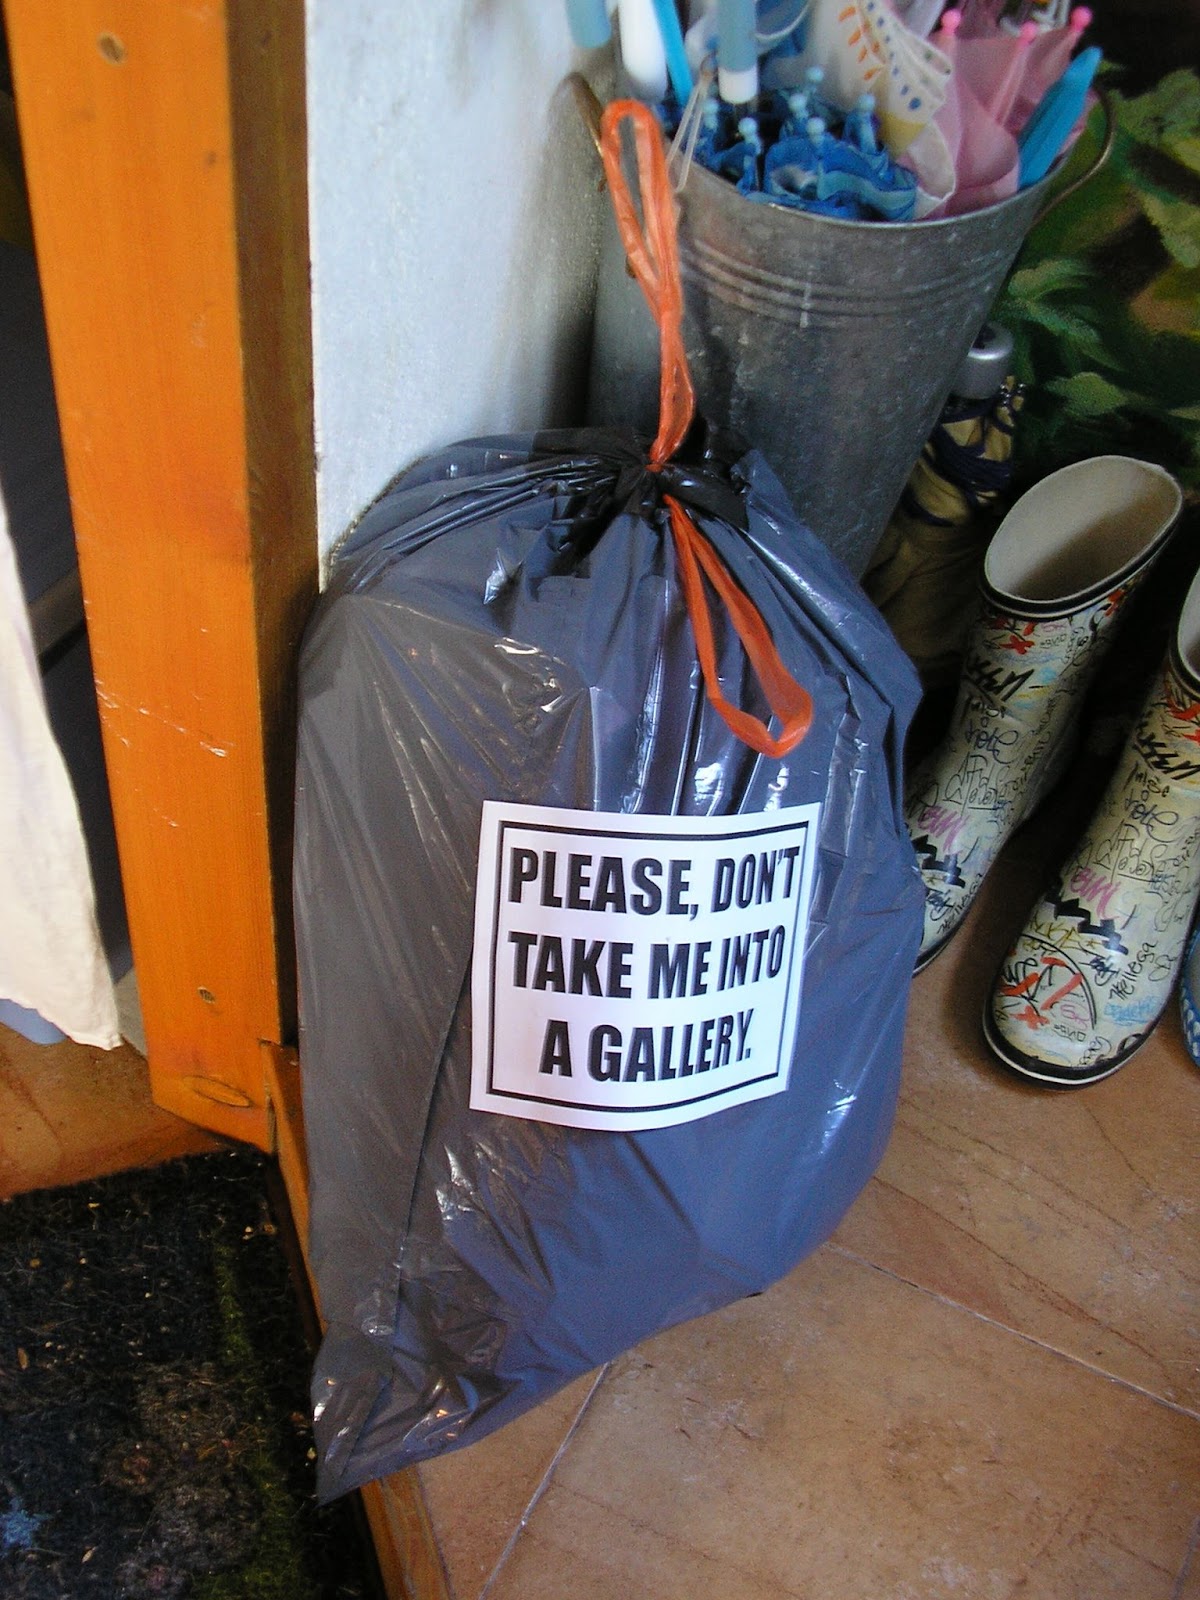 PLEASE, DON'T
TAKE ME INTO
A GALLERY.